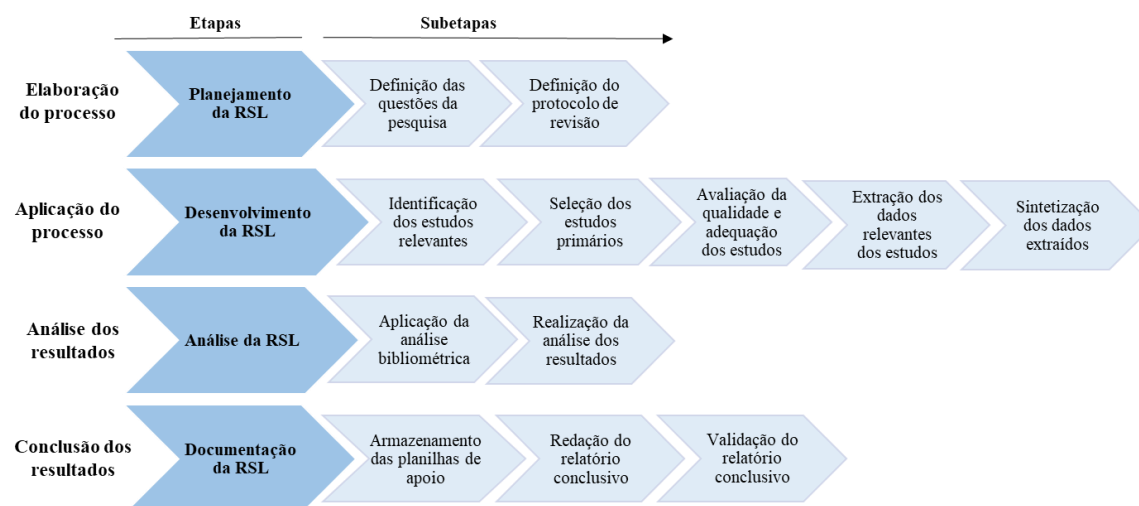 Etapas
Subetapas
Elaboração
do processo
Planejamento
da RSL
Definição das
questões da
pesquisa
Definição do
protocolo de
revisão
Aplicação do
processo
Desenvolvimento
da RSL
Identificação
dos estudos
relevantes
Seleção dos
estudos
primários
Avaliação da
qualidade e
adequação
dos estudos
Extração dos
dados
relevantes
dos estudos
Sintetização
dos dados
extraídos
Análise dos
resultados
Análise da RSL
Aplicação da
análise
bibliométrica
Realização da
análise dos
resultados
Conclusão dos
resultados
Documentação
da RSL
Armazenamento
das planilhas de
apoio
Redação do
relatório
conclusivo
Validação do
relatório
conclusivo